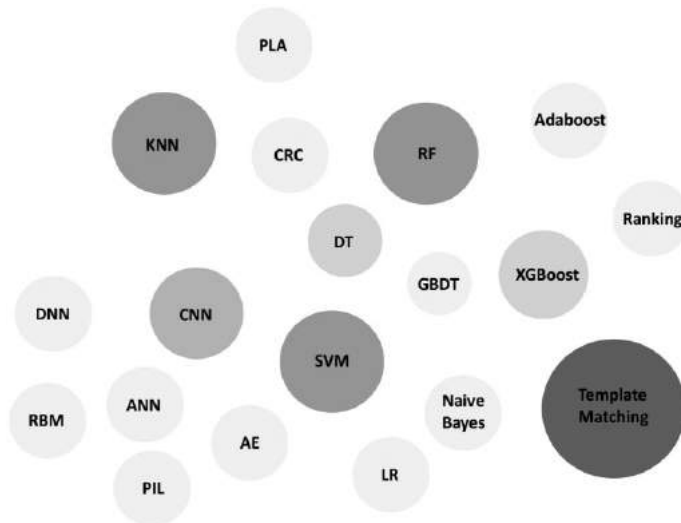 PLA
Adaboost
KNN
CRC
RF
Ranking
DT
XGBoost
GBDT
DNN
CNN
SVM
Template
Matching
Naive
Bayes
ANN
RBM
AE
LR
PIL